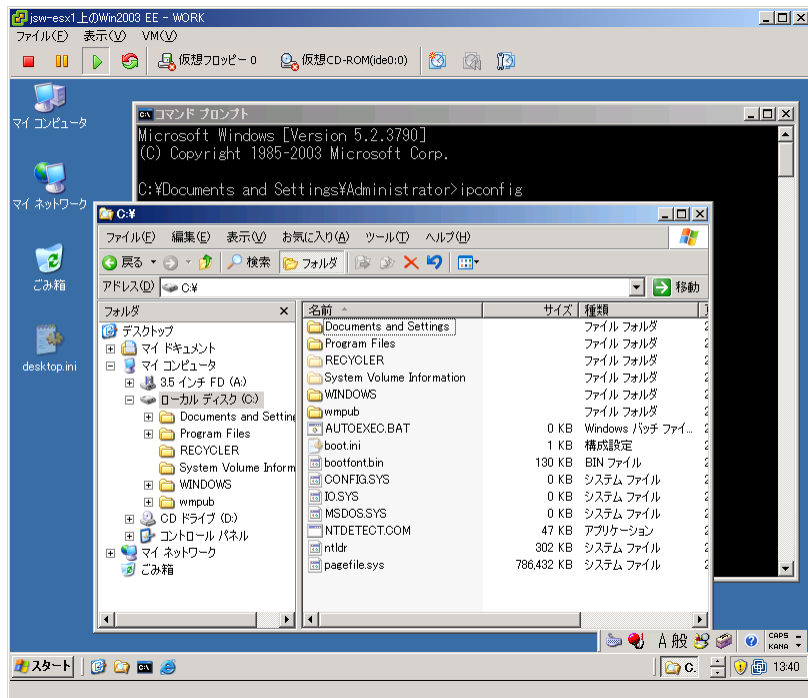 jsw-esx1上のWin2003 EE - WORK
ファイル(F) 表示(V) VM(V)
仮想フロッピー 0 仮想CD-ROM(ide0:0)
マイ コンピュータ
マイ ネットワーク
ごみ箱
desktop.ini
コマンド プロンプト
Microsoft Windows [Version 5.2.3790]
(C) Copyright 1985-2003 Microsoft Corp.
C:¥Documents and Settings¥Administrator>ipconfig
C:¥
ファイル(F) 編集(E) 表示(V) お気に入り(A) ツール(T) ヘルプ(H)
戻る 検索 フォルダ
アドレス(D) C:¥ 移動
フォルダ
デスクトップ
マイ ドキュメント
マイ コンピュータ
3.5 インチ FD (A:)
ローカル ディスク (C:)
Documents and Setting
Program Files
RECYCLER
System Volume Inform
WINDOWS
wmpub
CD ドライブ (D:)
コントロール パネル
マイ ネットワーク
ごみ箱
名前 サイズ 種類
Documents and Settings ファイル フォルダ 2
Program Files ファイル フォルダ 2
RECYCLER ファイル フォルダ 2
System Volume Information ファイル フォルダ 2
WINDOWS ファイル フォルダ 2
wmpub ファイル フォルダ 2
AUTOEXEC.BAT 0 KB Windows バッチ ファイ... 2
boot.ini 1 KB 構成設定 2
bootfont.bin 130 KB BIN ファイル 2
CONFIG.SYS 0 KB システム ファイル 2
IO.SYS 0 KB システム ファイル 2
MSDOS.SYS 0 KB システム ファイル 2
NTDETECT.COM 47 KB アプリケーション 2
ntldr 302 KB システム ファイル 2
pagefile.sys 786,432 KB システム ファイル 2
A 般 CAPS
KANA
スタート C. 13:40